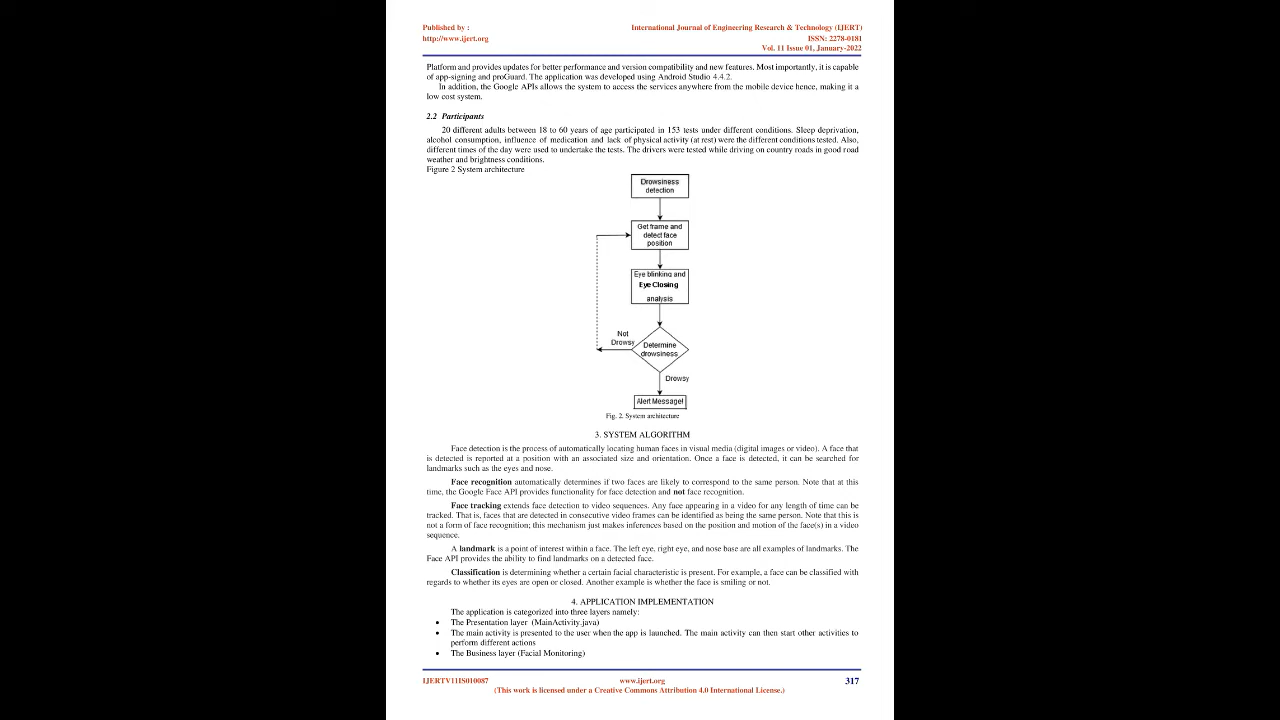 Published by :
International Journal of Engineering Research & Technology (IJERT)
http://www.ijert.org
ISSN: 2278-0181
Vol. 11 Issue 01, January-2022
Platform and provides updates for better performance and version compatibility and new features. Most importantly, it is capable
of app-signing and proGuard. The application was developed using Android Studio 4.4.2.
In addition, the Google APIs allows the system to access the services anywhere from the mobile device hence, making it a
low cost system.
2.2 Participants
20 different adults between 18 to 60 years of age participated in 153 tests under different conditions. Sleep deprivation,
alcohol consumption, influence of medication and lack of physical activity (at rest) were the different conditions tested. Also,
different times of the day were used to undertake the tests. The drivers were tested while driving on country roads in good road
weather and brightness conditions.
Figure 2 System architecture
Drowsiness
detection
Get frame and
detect face
position
Eye blinking and
Eye Closing
analysis
Not
Drowsy
Determine
drowsiness
Drowsy
Alert Message!
Fig. 2. System architecture
3. SYSTEM ALGORITHM
Face detection is the process of automatically locating human faces in visual media (digital images or video). A face that
is detected is reported at a position with an associated size and orientation. Once a face is detected, it can be searched for
landmarks such as the eyes and nose.
Face recognition automatically determines if two faces are likely to correspond to the same person. Note that at this
time, the Google Face API provides functionality for face detection and not face recognition.
Face tracking extends face detection to video sequences. Any face appearing in a video for any length of time can be
tracked. That is, faces that are detected in consecutive video frames can be identified as being the same person. Note that this is
not a form of face recognition; this mechanism just makes inferences based on the position and motion of the face(s) in a video
sequence.
A landmark is a point of interest within a face. The left eye, right eye, and nose base are all examples of landmarks. The
Face API provides the ability to find landmarks on a detected face.
Classification is determining whether a certain facial characteristic is present. For example, a face can be classified with
regards to whether its eyes are open or closed. Another example is whether the face is smiling or not.
4. APPLICATION IMPLEMENTATION
The application is categorized into three layers namely:
• The Presentation layer (MainActivity.java)
• The main activity is presented to the user when the app is launched. The main activity can then start other activities to
perform different actions
• The Business layer (Facial Monitoring)
IJERTV11IS010087
www.ijert.org
317
(This work is licensed under a Creative Commons Attribution 4.0 International License.)